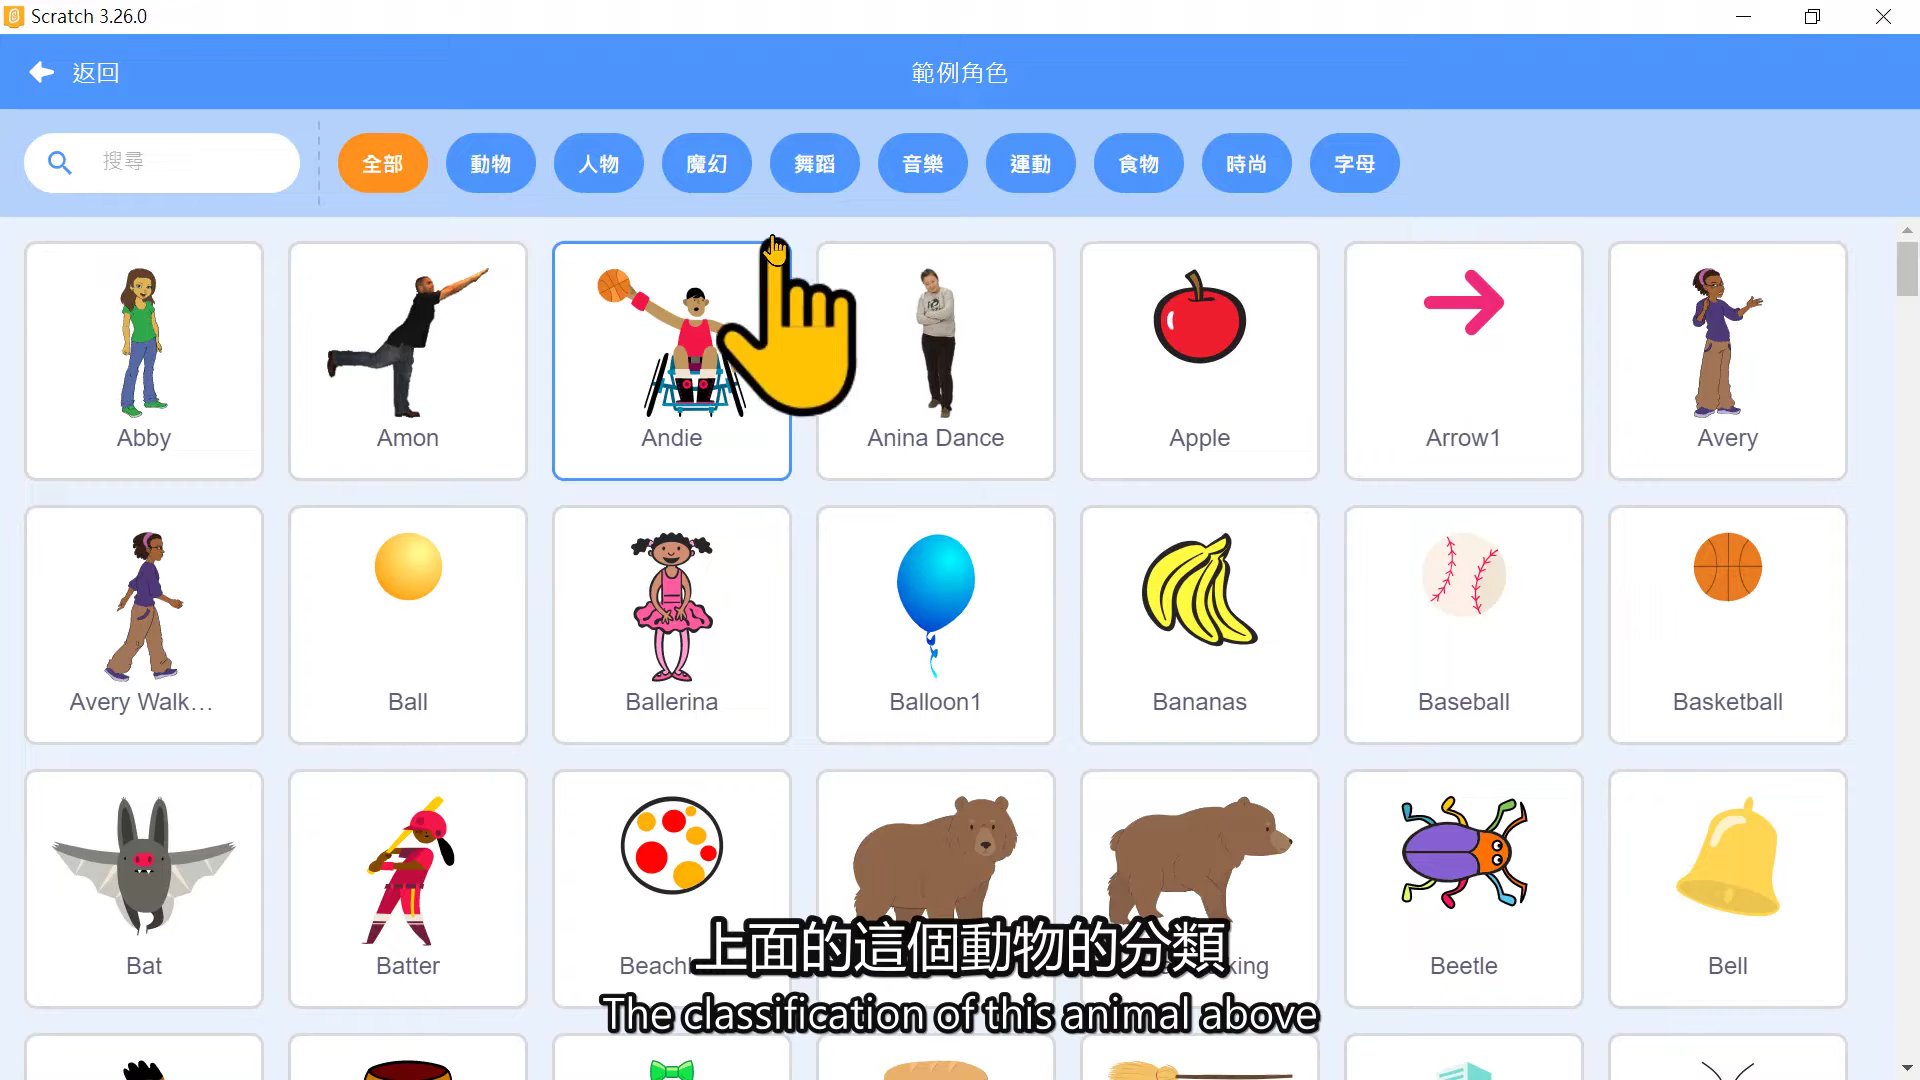 Scratch 3.26.0
返回
範例角色
搜尋
全部 動物 人物 魔幻 舞蹈 音樂 運動 食物 時尚 字母
Abby Amon Andie Anina Dance Apple Arrow1 Avery
Avery Walk... Ball Ballerina Balloon1 Bananas Baseball Basketball
Bat Batter Beetle Bell
上面的這個動物的分類
The classification of this animal above